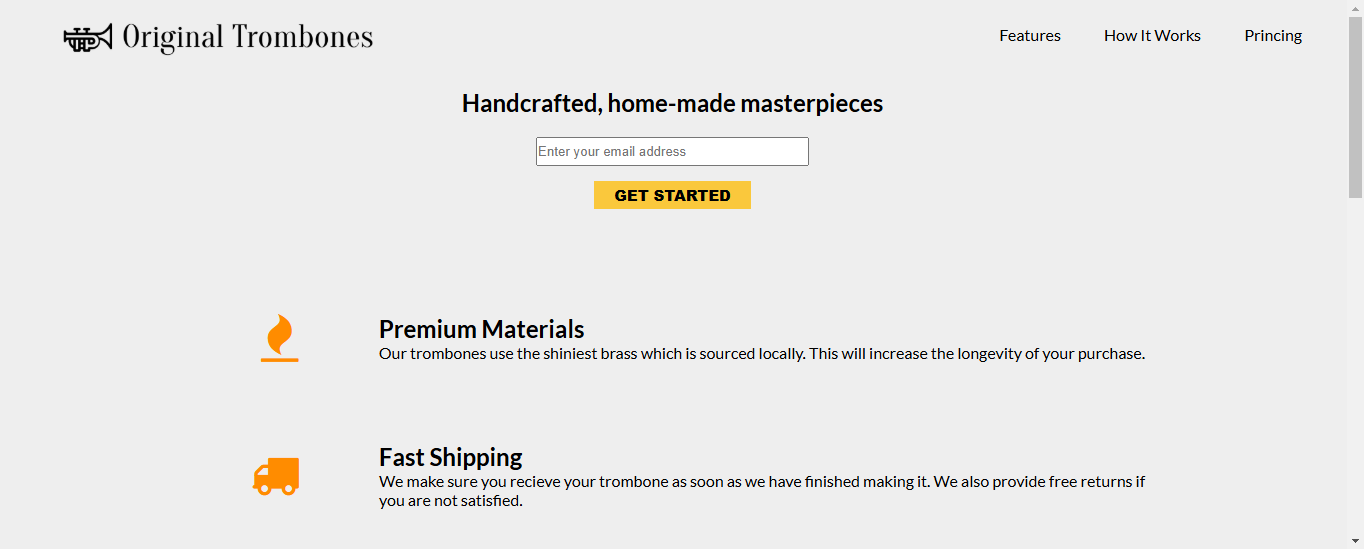 Original Trombones
Features
How It Works
Princing
Handcrafted, home-made masterpieces
Enter your email address
GET STARTED
Premium Materials
Our trombones use the shiniest brass which is sourced locally. This will increase the longevity of your purchase.
Fast Shipping
We make sure you recieve your trombone as soon as we have finished making it. We also provide free returns if
you are not satisfied.